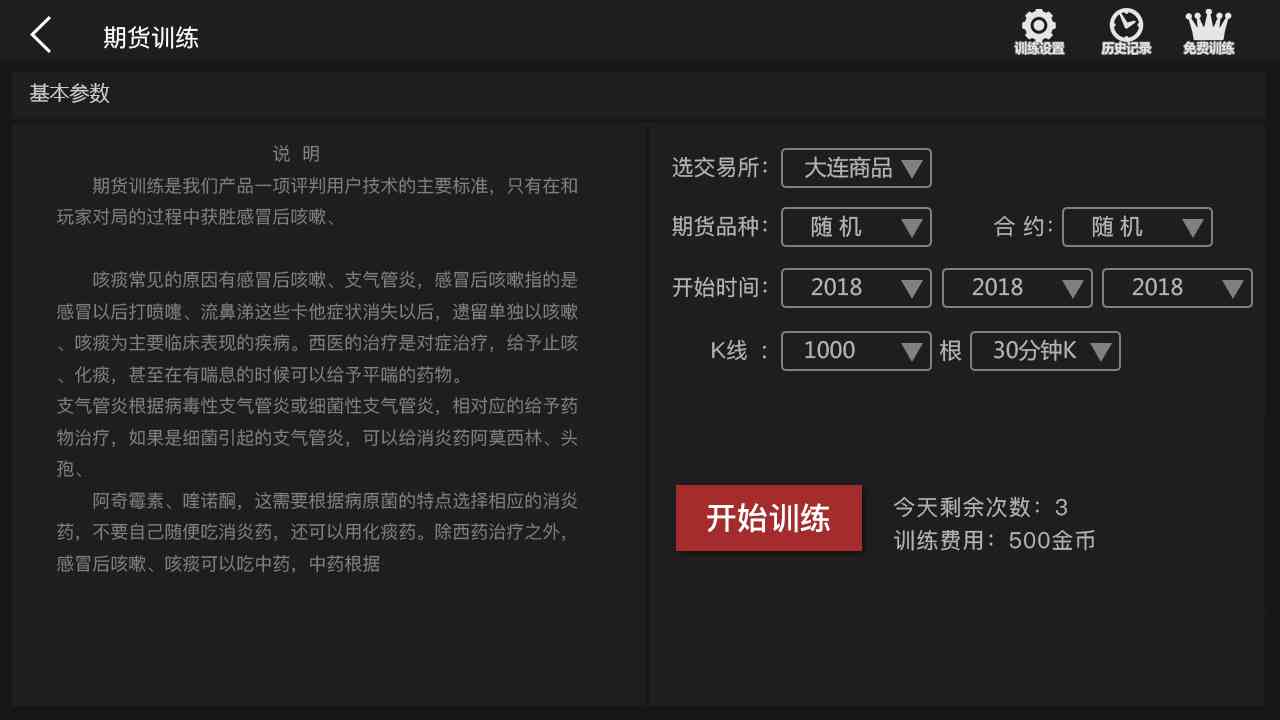 期货训练
训练设置 历史记录 免费训练
基本参数
说 明
期货训练是我们产品一项评判用户技术的主要标准，只有在和
玩家对局的过程中获胜感冒后咳嗽、
咳痰常见的原因有感冒后咳嗽、支气管炎，感冒后咳嗽指的是
感冒以后打喷嚏、流鼻涕这些卡他症状消失以后，遗留单独以咳嗽
、咳痰为主要临床表现的疾病。西医的治疗是对症治疗，给予止咳
、化痰，甚至在有喘息的时候可以给予平喘的药物。
支气管炎根据病毒性支气管炎或细菌性支气管炎，相对应的给予药
物治疗，如果是细菌引起的支气管炎，可以给消炎药阿莫西林、头
孢、
阿奇霉素、喹诺酮，这需要根据病原菌的特点选择相应的消炎
药，不要自己随便吃消炎药，还可以用化痰药。除西药治疗之外，
感冒后咳嗽、咳痰可以吃中药，中药根据
选交易所： 大连商品
期货品种： 随 机 合 约： 随 机
开始时间： 2018 2018 2018
K线 ： 1000 根 30分钟K
开始训练
今天剩余次数：3
训练费用：500金币